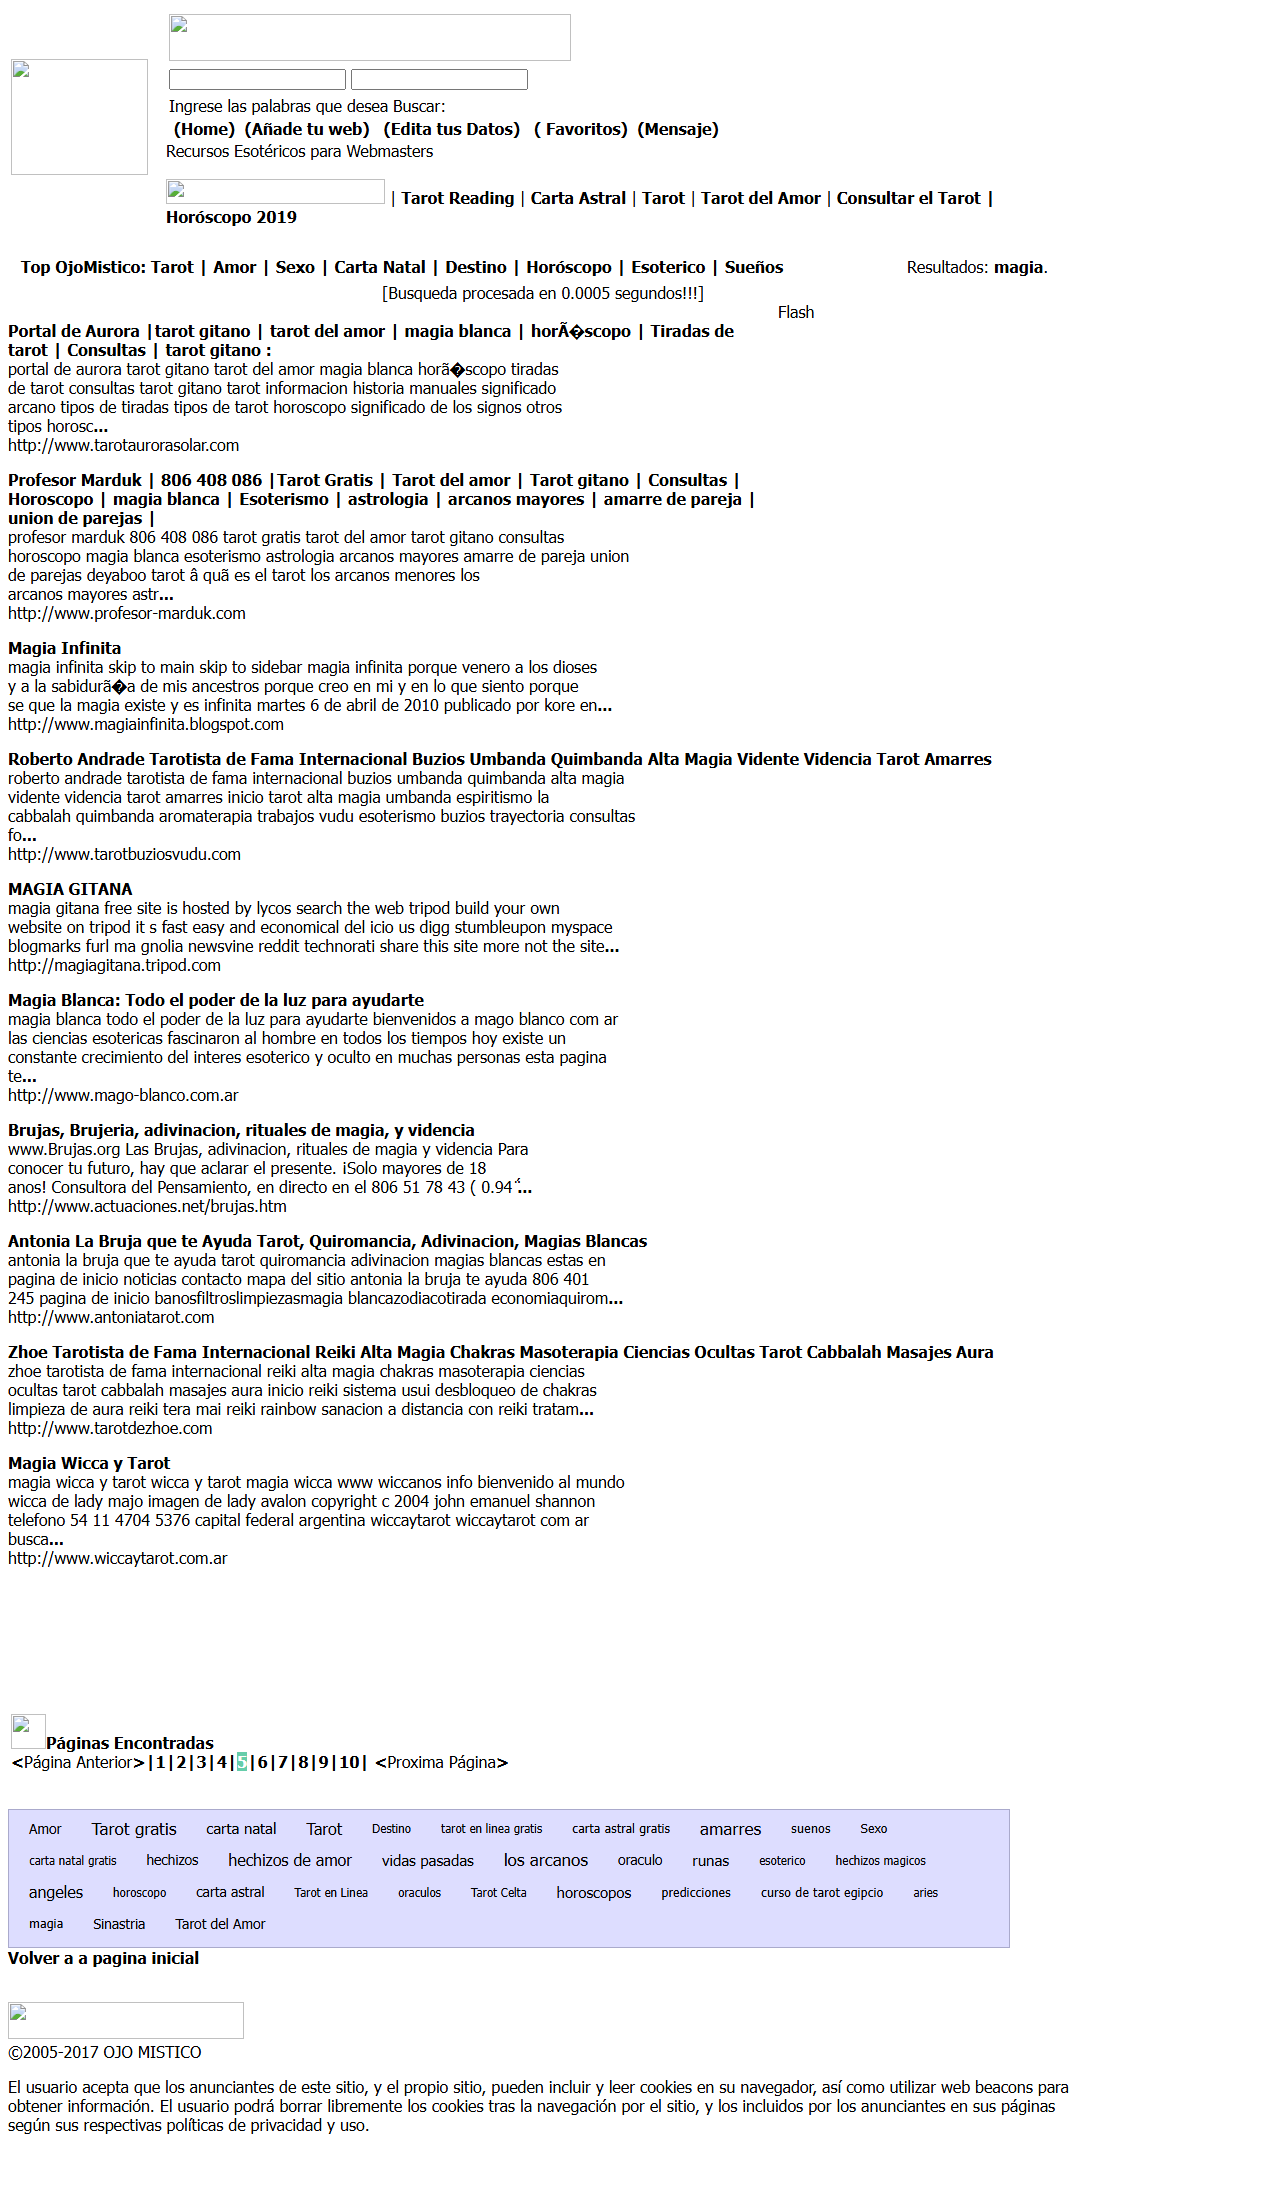 Ingrese las palabras que desea Buscar:
(Home) (Añade tu web) (Edita tus Datos) ( Favoritos) (Mensaje)
Recursos Esotéricos para Webmasters
| Tarot Reading | Carta Astral | Tarot | Tarot del Amor | Consultar el Tarot |
Horóscopo 2019
Top OjoMistico: Tarot | Amor | Sexo | Carta Natal | Destino | Horóscopo | Esoterico | Sueños
Resultados: magia.
[Busqueda procesada en 0.0005 segundos!!!]
Flash
Portal de Aurora |tarot gitano | tarot del amor | magia blanca | horÃ�scopo | Tiradas de
tarot | Consultas | tarot gitano :
portal de aurora tarot gitano tarot del amor magia blanca horã�scopo tiradas
de tarot consultas tarot gitano tarot informacion historia manuales significado
arcano tipos de tiradas tipos de tarot horoscopo significado de los signos otros
tipos horosc...
http://www.tarotaurorasolar.com
Profesor Marduk | 806 408 086 |Tarot Gratis | Tarot del amor | Tarot gitano | Consultas |
Horoscopo | magia blanca | Esoterismo | astrologia | arcanos mayores | amarre de pareja |
union de parejas |
profesor marduk 806 408 086 tarot gratis tarot del amor tarot gitano consultas
horoscopo magia blanca esoterismo astrologia arcanos mayores amarre de pareja union
de parejas deyaboo tarot â quã es el tarot los arcanos menores los
arcanos mayores astr...
http://www.profesor-marduk.com
Magia Infinita
magia infinita skip to main skip to sidebar magia infinita porque venero a los dioses
y a la sabidurã�a de mis ancestros porque creo en mi y en lo que siento porque
se que la magia existe y es infinita martes 6 de abril de 2010 publicado por kore en...
http://www.magiainfinita.blogspot.com
Roberto Andrade Tarotista de Fama Internacional Buzios Umbanda Quimbanda Alta Magia Vidente Videncia Tarot Amarres
roberto andrade tarotista de fama internacional buzios umbanda quimbanda alta magia
vidente videncia tarot amarres inicio tarot alta magia umbanda espiritismo la
cabbalah quimbanda aromaterapia trabajos vudu esoterismo buzios trayectoria consultas
fo...
http://www.tarotbuziosvudu.com
MAGIA GITANA
magia gitana free site is hosted by lycos search the web tripod build your own
website on tripod it s fast easy and economical del icio us digg stumbleupon myspace
blogmarks furl ma gnolia newsvine reddit technorati share this site more not the site...
http://magiagitana.tripod.com
Magia Blanca: Todo el poder de la luz para ayudarte
magia blanca todo el poder de la luz para ayudarte bienvenidos a mago blanco com ar
las ciencias esotericas fascinaron al hombre en todos los tiempos hoy existe un
constante crecimiento del interes esoterico y oculto en muchas personas esta pagina
te...
http://www.mago-blanco.com.ar
Brujas, Brujeria, adivinacion, rituales de magia, y videncia
www.Brujas.org Las Brujas, adivinacion, rituales de magia y videncia Para
conocer tu futuro, hay que aclarar el presente. ¡Solo mayores de 18
anos! Consultora del Pensamiento, en directo en el 806 51 78 43 ( 0.94 ...
http://www.actuaciones.net/brujas.htm
Antonia La Bruja que te Ayuda Tarot, Quiromancia, Adivinacion, Magias Blancas
antonia la bruja que te ayuda tarot quiromancia adivinacion magias blancas estas en
pagina de inicio noticias contacto mapa del sitio antonia la bruja te ayuda 806 401
245 pagina de inicio banosfiltroslimpiezasmagia blancazodiacotirada economiaquirom...
http://www.antoniatarot.com
Zhoe Tarotista de Fama Internacional Reiki Alta Magia Chakras Masoterapia Ciencias Ocultas Tarot Cabbalah Masajes Aura
zhoe tarotista de fama internacional reiki alta magia chakras masoterapia ciencias
ocultas tarot cabbalah masajes aura inicio reiki sistema usui desbloqueo de chakras
limpieza de aura reiki tera mai reiki rainbow sanacion a distancia con reiki tratam...
http://www.tarotdezhoe.com
Magia Wicca y Tarot
magia wicca y tarot wicca y tarot magia wicca www wiccanos info bienvenido al mundo
wicca de lady majo imagen de lady avalon copyright c 2004 john emanuel shannon
telefono 54 11 4704 5376 capital federal argentina wiccaytarot wiccaytarot com ar
busca...
http://www.wiccaytarot.com.ar
Páginas Encontradas
<Página Anterior>|1|2|3|4|5|6|7|8|9|10| <Proxima Página>
Amor Tarot gratis carta natal Tarot Destino tarot en linea gratis carta astral gratis amarres suenos Sexo
carta natal gratis hechizos hechizos de amor vidas pasadas los arcanos oraculo runas esoterico hechizos magicos
angeles horoscopo carta astral Tarot en Linea oraculos Tarot Celta horoscopos predicciones curso de tarot egipcio aries
magia Sinastria Tarot del Amor
Volver a a pagina inicial
©2005-2017 OJO MISTICO
El usuario acepta que los anunciantes de este sitio, y el propio sitio, pueden incluir y leer cookies en su navegador, así como utilizar web beacons para
obtener información. El usuario podrá borrar libremente los cookies tras la navegación por el sitio, y los incluidos por los anunciantes en sus páginas
según sus respectivas políticas de privacidad y uso.